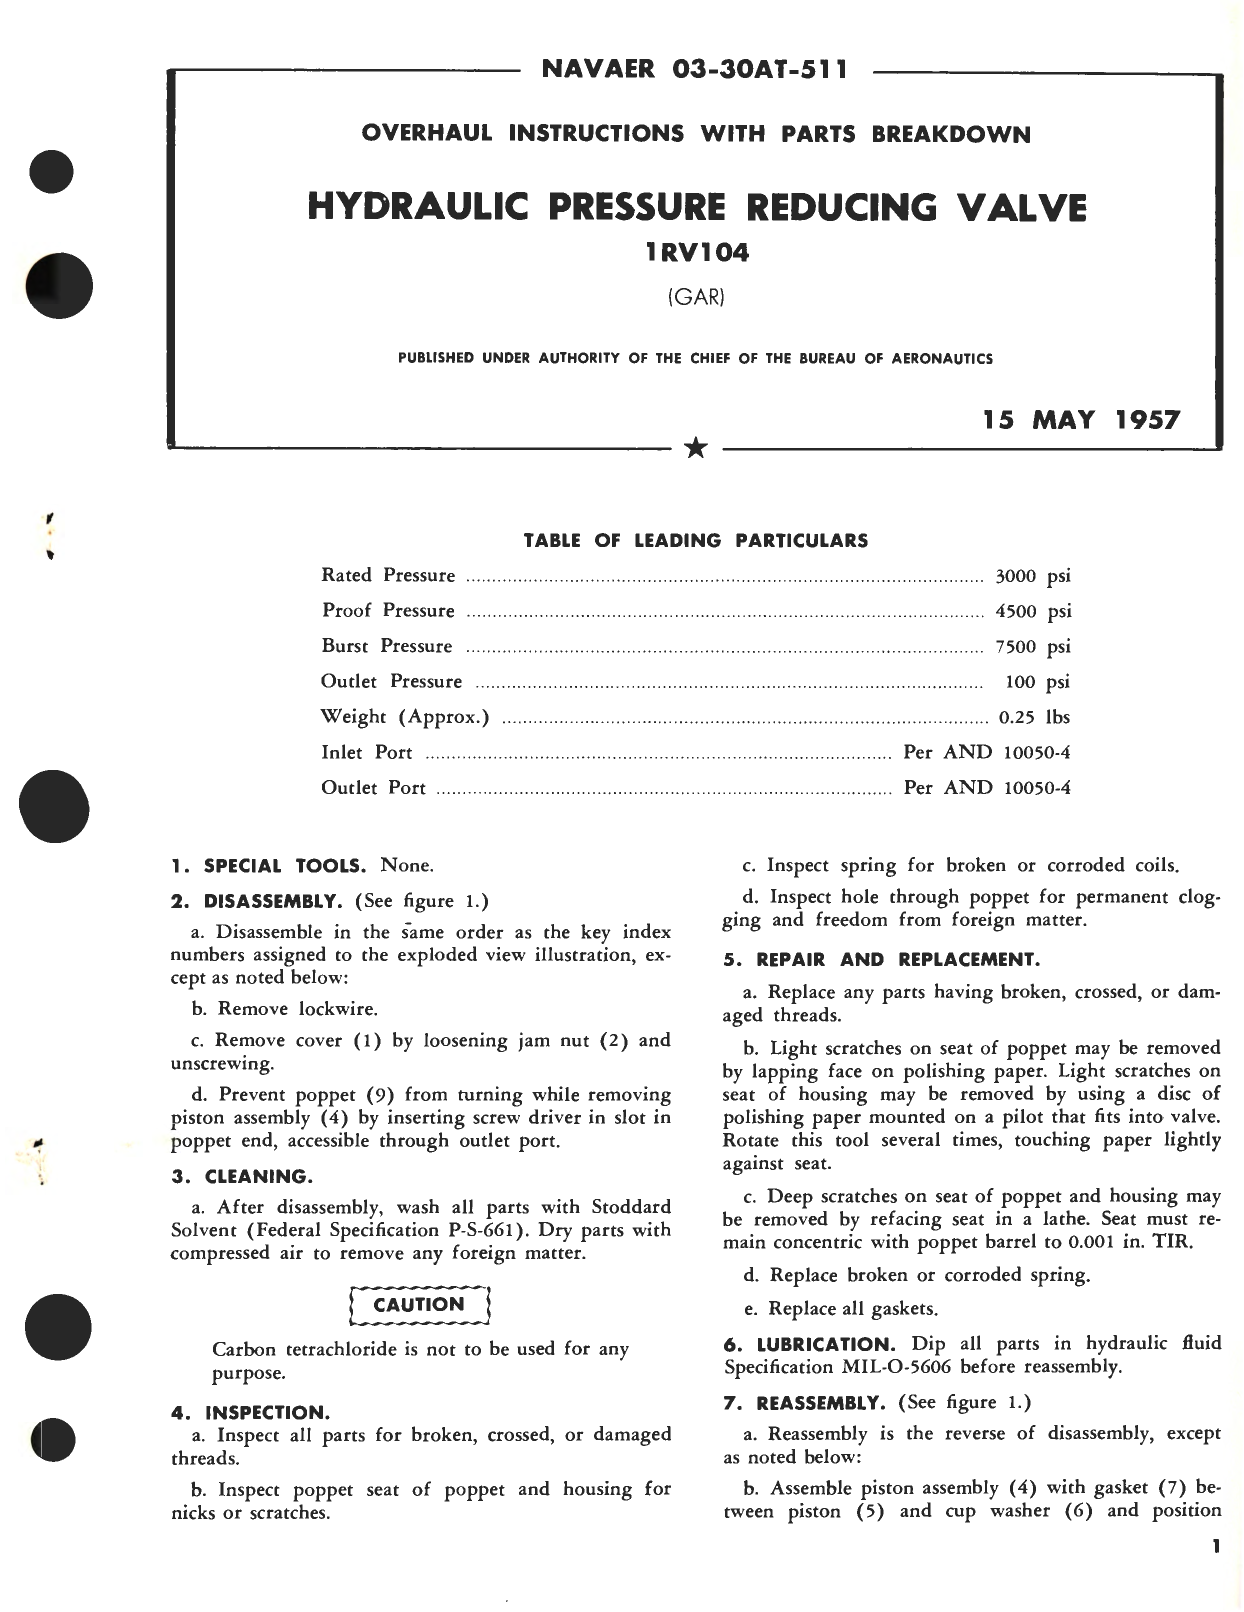 NAVAER 03-30AT-511
OVERHAUL INSTRUCTIONS WITH PARTS BREAKDOWN
HYDRAULIC PRESSURE REDUCING VALVE
1RV104
(GAR)
PUBLISHED UNDER AUTHORITY OF THE CHIEF OF THE BUREAU OF AERONAUTICS
15 MAY 1957
TABLE OF LEADING PARTICULARS
Rated Pressure ........ 3000 psi
Proof Pressure ........ 4500 psi
Burst Pressure ........ 7500 psi
Outlet Pressure ........ 100 psi
Weight (Approx.) ........ 0.25 lbs
Inlet Port ........ Per AND 10050-4
Outlet Port ........ Per AND 10050-4
1. SPECIAL TOOLS. None.
2. DISASSEMBLY. (See figure 1.)
a. Disassemble in the same order as the key index
numbers assigned to the exploded view illustration, ex-
cept as noted below:
b. Remove lockwire.
c. Remove cover (1) by loosening jam nut (2) and
unscrewing.
d. Prevent poppet (9) from turning while removing
piston assembly (4) by inserting screw driver in slot in
poppet end, accessible through outlet port.
3. CLEANING.
a. After disassembly, wash all parts with Stoddard
Solvent (Federal Specification P-S-661). Dry parts with
compressed air to remove any foreign matter.
CAUTION
Carbon tetrachloride is not to be used for any
purpose.
4. INSPECTION.
a. Inspect all parts for broken, crossed, or damaged
threads.
b. Inspect poppet seat of poppet and housing for
nicks or scratches.
c. Inspect spring for broken or corroded coils.
d. Inspect hole through poppet for permanent clog-
ging and freedom from foreign matter.
5. REPAIR AND REPLACEMENT.
a. Replace any parts having broken, crossed, or dam-
aged threads.
b. Light scratches on seat of poppet may be removed
by lapping face on polishing paper. Light scratches on
seat of housing may be removed by using a disc of
polishing paper mounted on a pilot that fits into valve.
Rotate this tool several times, touching paper lightly
against seat.
c. Deep scratches on seat of poppet and housing may
be removed by refacing seat in a lathe. Seat must re-
main concentric with poppet barrel to 0.001 in. TIR.
d. Replace broken or corroded spring.
e. Replace all gaskets.
6. LUBRICATION. Dip all parts in hydraulic fluid
Specification MIL-O-5606 before reassembly.
7. REASSEMBLY. (See figure 1.)
a. Reassembly is the reverse of disassembly, except
as noted below:
b. Assemble piston assembly (4) with gasket (7) be-
tween piston (5) and cup washer (6) and position
1